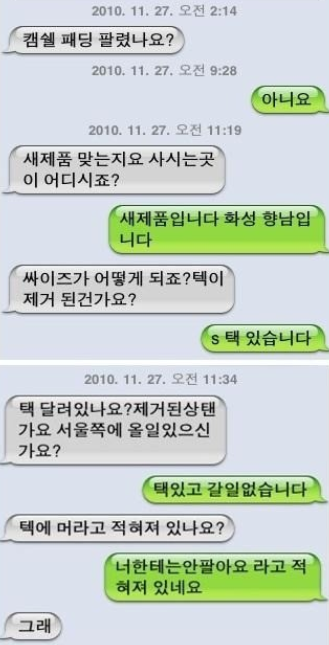 2010. 11. 27. 오전 2:14
캠쉘 패딩 팔렸나요?
2010. 11. 27. 오전 9:28
아니요
2010. 11. 27. 오전 11:19
새제품 맞는지요 사시는곳
이 어디시죠?
새제품입니다 화성 향남입
니다
싸이즈가 어떻게 되죠?텍이
제거 된건가요?
s 택 있습니다
2010. 11. 27. 오전 11:34
택 달려있나요?제거된상탠
가요 서울쪽에 올일있으신
가요?
택있고 갈일없습니다
텍에 머라고 적혀져 있나요?
너한테는안팔아요 라고 적
혀져 있네요
그래